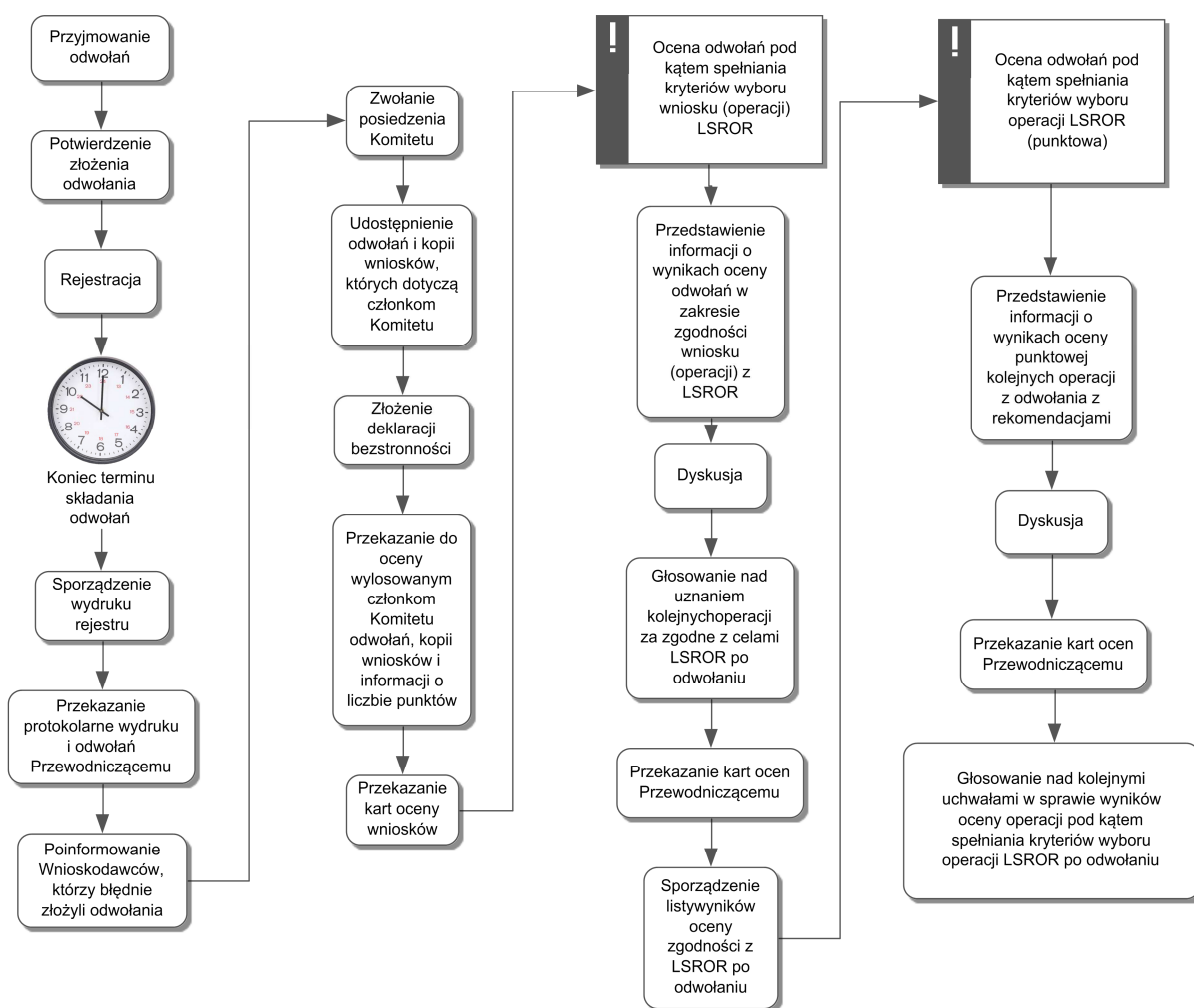 Przyjmowanie
odwołań
Potwierdzenie
złożenia
odwołania
Rejestracja
Koniec terminu
składania
odwołań
Sporządzenie
wydruku
rejestru
Przekazanie
protokolarne wydruku
i odwołań
Przewodniczącemu
Poinformowanie
Wnioskodawców,
którzy błędnie
złożyli odwołania
Zwołanie
posiedzenia
Komitetu
Udostępnienie
odwołań i kopii
wniosków,
których dotyczą
członkom
Komitetu
Złożenie
deklaracji
bezstronności
Przekazanie do
oceny
wylosowanym
członkom
Komitetu
odwołań, kopii
wniosków i
informacji o
liczbie punktów
Przekazanie
kart oceny
wniosków
!
Ocena odwołań pod
kątem spełniania
kryteriów wyboru
wniosku (operacji)
LSROR
Przedstawienie
informacji o
wynikach oceny
odwołań w
zakresie
zgodności
wniosku
(operacji) z
LSROR
Dyskusja
Głosowanie nad
uznaniem
kolejnychoperacji
za zgodne z celami
LSROR po
odwołaniu
Przekazanie kart ocen
Przewodniczącemu
Sporządzenie
listywyników
oceny
zgodności z
LSROR po
odwołaniu
!
Ocena odwołań pod
kątem spełniania
kryteriów wyboru
operacji LSROR
(punktowa)
Przedstawienie
informacji o
wynikach oceny
punktowej
kolejnych operacji
z odwołania z
rekomendacjami
Dyskusja
Przekazanie kart ocen
Przewodniczącemu
Głosowanie nad kolejnymi
uchwałami w sprawie wyników
oceny operacji pod kątem
spełniania kryteriów wyboru
operacji LSROR po odwołaniu